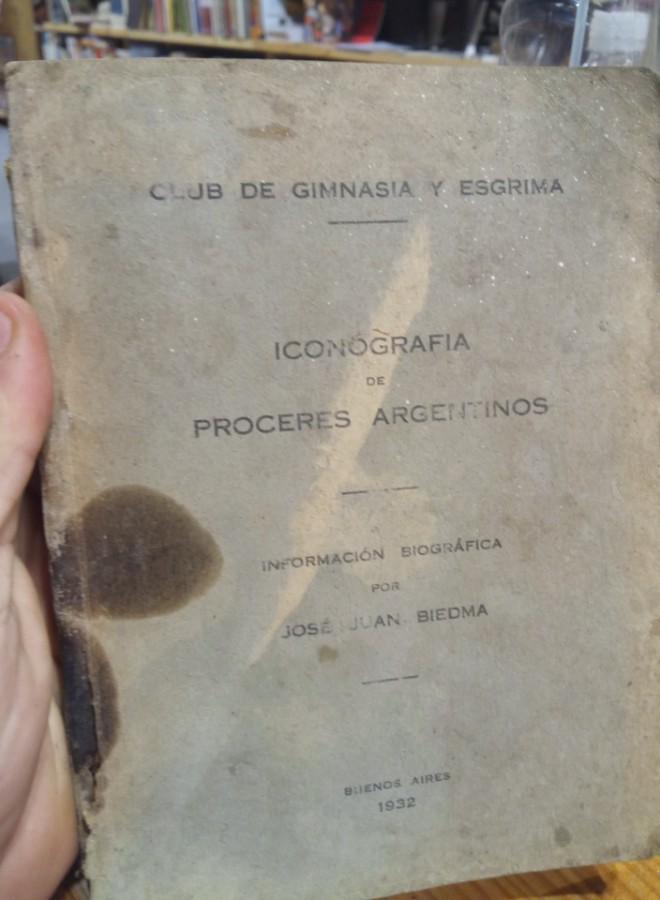 CLUB DE GIMNASIA Y ESGRIMA
ICONOGRAFIA
DE
PROCERES ARGENTINOS
INFORMACIÓN BIOGRÁFICA
POR
JOSÉ JUAN BIEDMA
BUENOS AIRES
1932